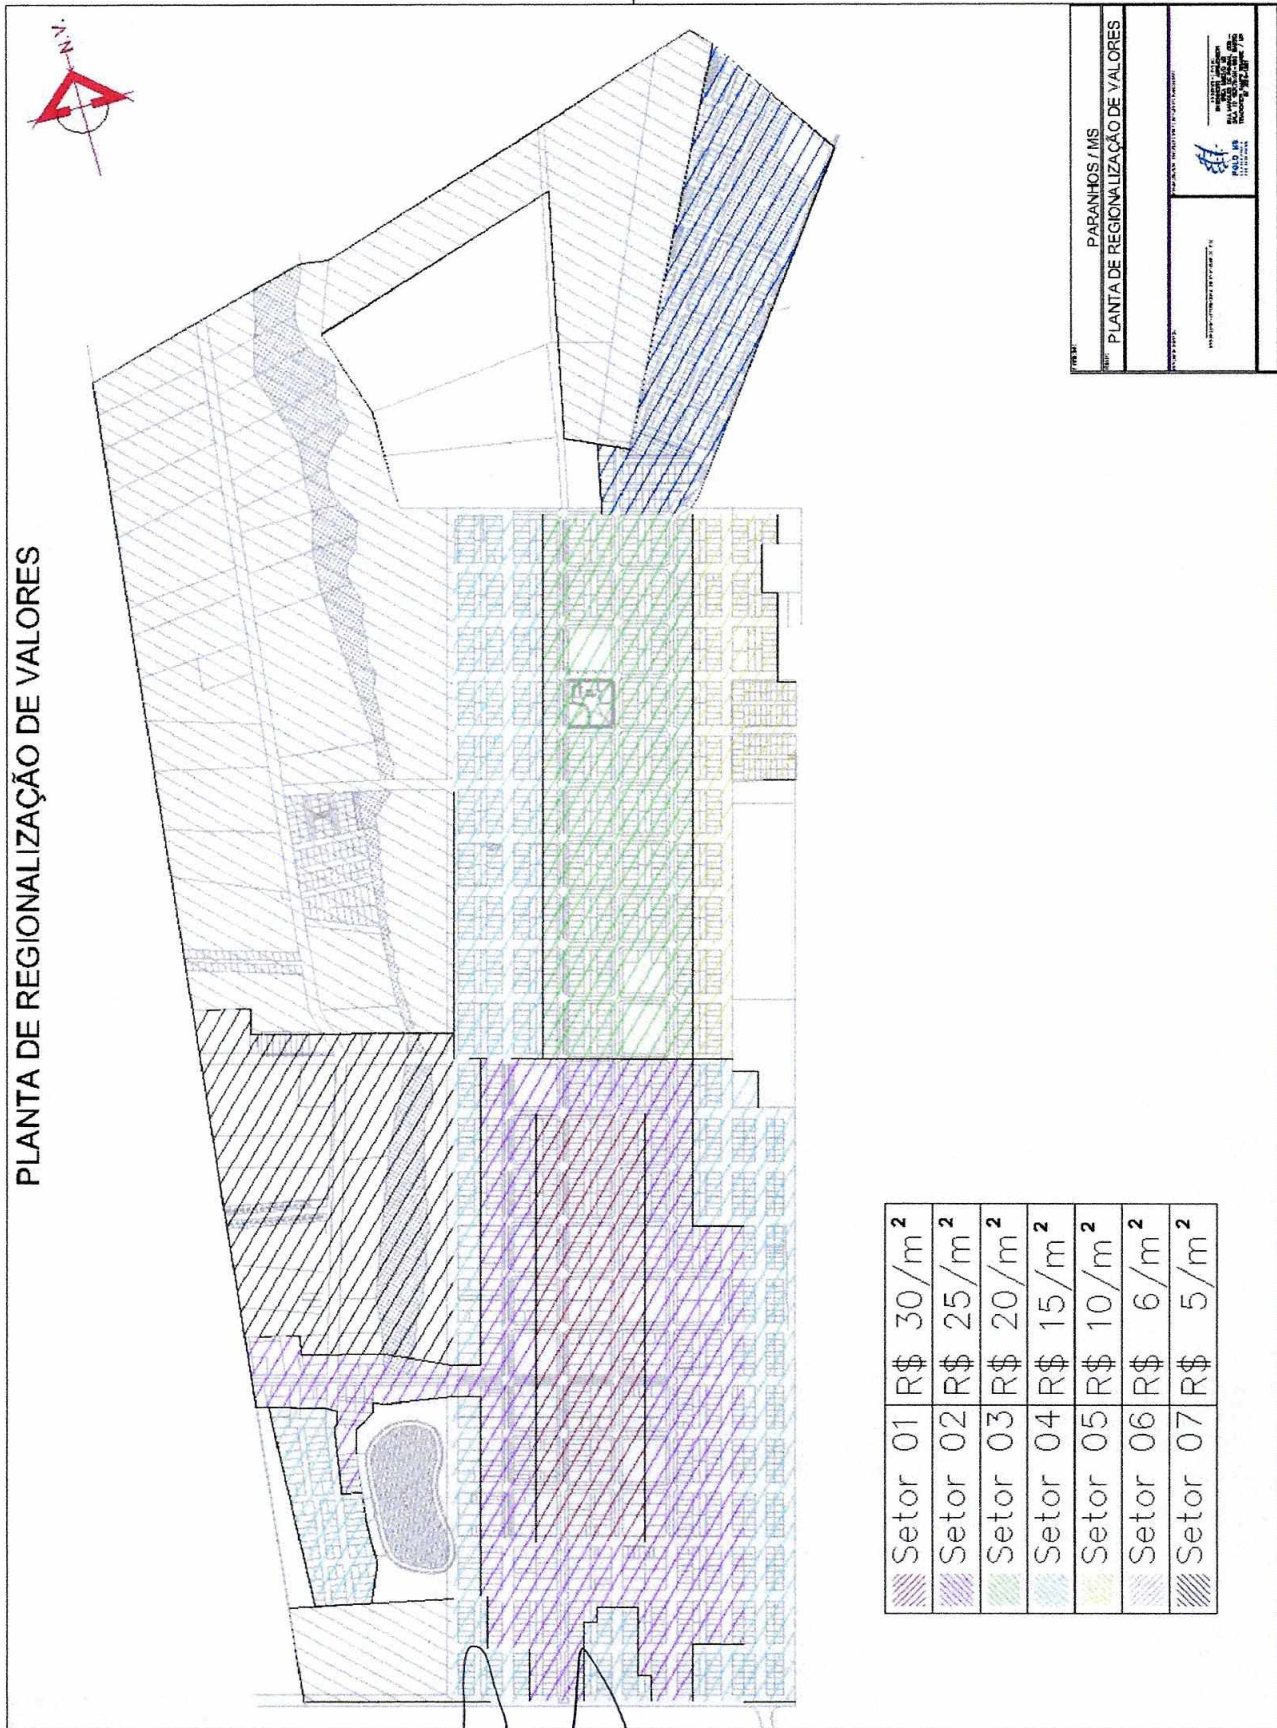 PLANTA DE REGIONALIZAÇÃO DE VALORES
N.V.
PARANHOS / MS
PLANTA DE REGIONALIZAÇÃO DE VALORES
POLO MS
Setor 01 R$ 30/m²
Setor 02 R$ 25/m²
Setor 03 R$ 20/m²
Setor 04 R$ 15/m²
Setor 05 R$ 10/m²
Setor 06 R$ 6/m²
Setor 07 R$ 5/m²